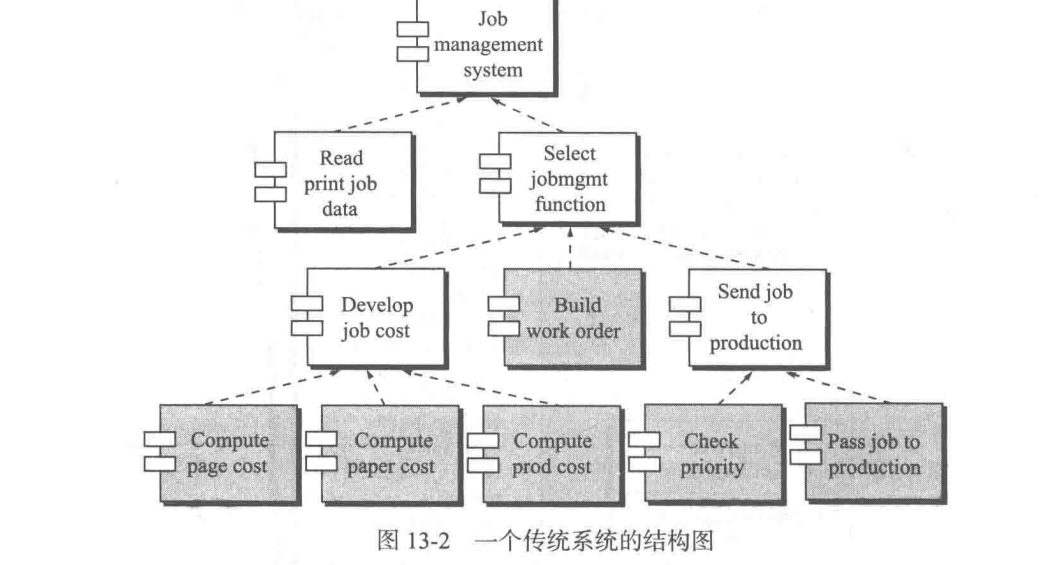 Job
management
system
Read
print job
data
Select
jobmgmt
function
Develop
job cost
Build
work order
Send job
to
production
Compute
page cost
Compute
paper cost
Compute
prod cost
Check
priority
Pass job to
production
图 13-2 一个传统系统的结构图